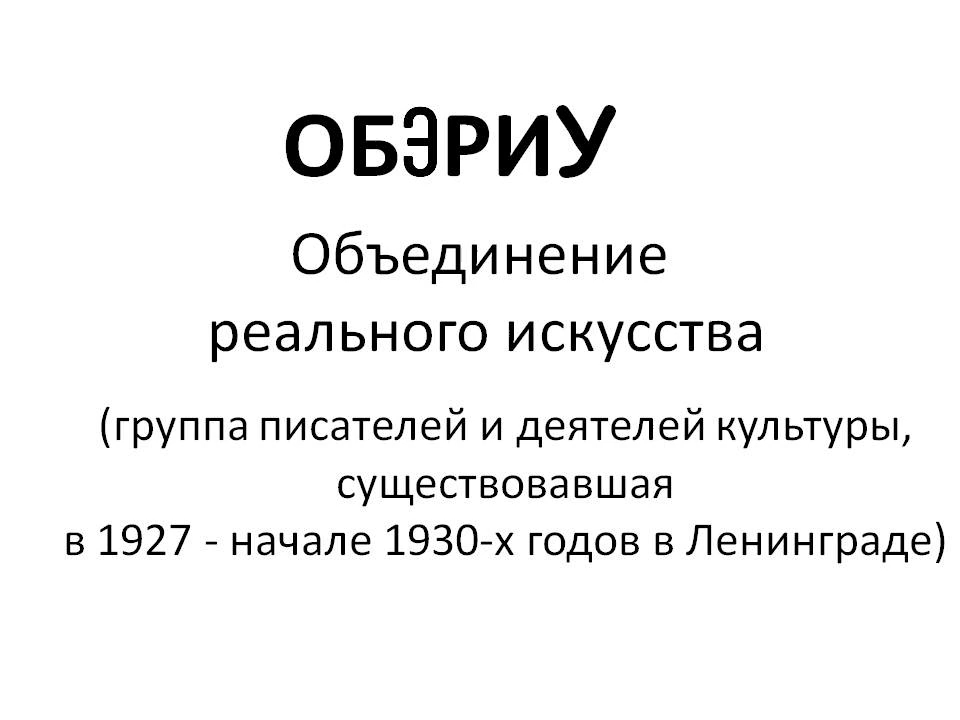 ОБЭРИУ
Объединение
реального искусства
(группа писателей и деятелей культуры,
существовавшая
в 1927 - начале 1930-х годов в Ленинграде)